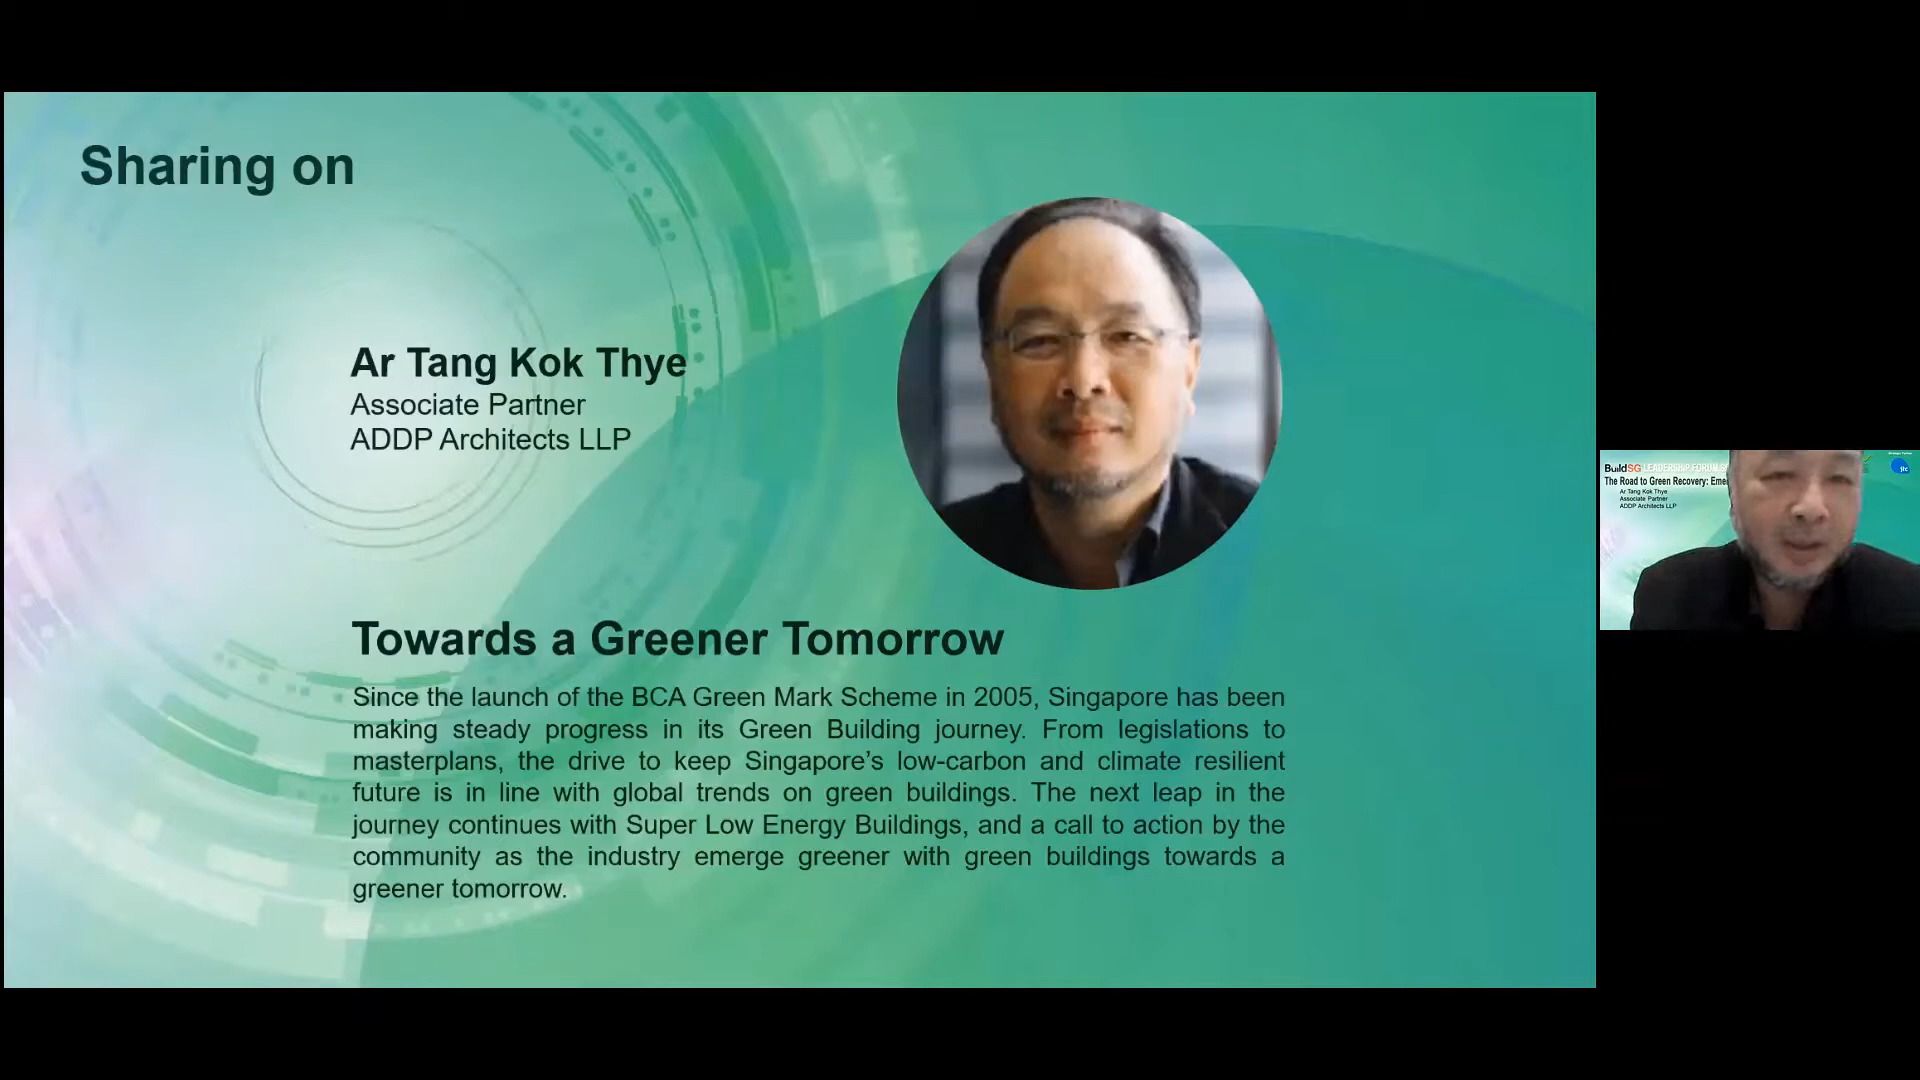 Sharing on
Ar Tang Kok Thye
Associate Partner
ADDP Architects LLP
Towards a Greener Tomorrow
Since the launch of the BCA Green Mark Scheme in 2005, Singapore has been
making steady progress in its Green Building journey. From legislations to
masterplans, the drive to keep Singapore’s low-carbon and climate resilient
future is in line with global trends on green buildings. The next leap in the
journey continues with Super Low Energy Buildings, and a call to action by the
community as the industry emerge greener with green buildings towards a
greener tomorrow.
BuildSG LEADERSHIP FORUM
The Road to Green Recovery:
Ar Tang Kok Thye
Associate Partner
ADDP Architects LLP
jtc